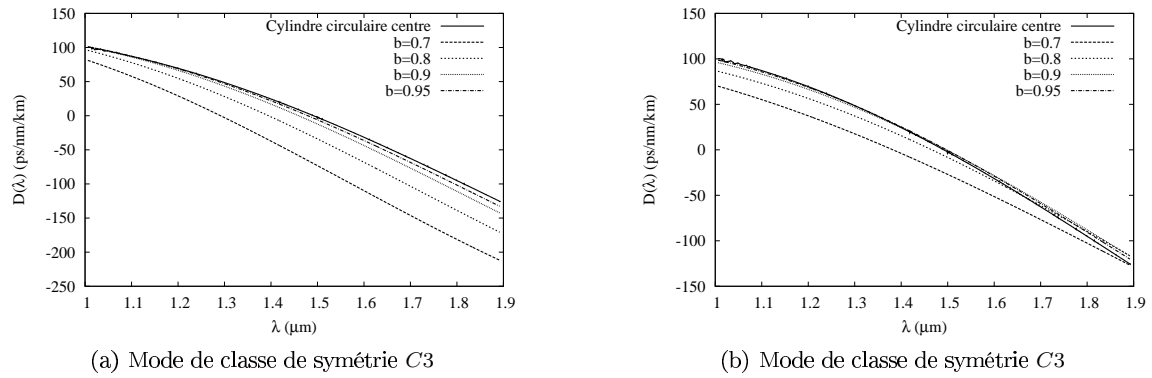 Cylindre circulaire centre
b=0.7
b=0.8
b=0.9
b=0.95
150
100
50
0
-50
-100
-150
-200
-250
D(λ) (ps/nm/km)
1 1.1 1.2 1.3 1.4 1.5 1.6 1.7 1.8 1.9
λ (µm)
(a) Mode de classe de symétrie C3
Cylindre circulaire centre
b=0.7
b=0.8
b=0.9
b=0.95
150
100
50
0
-50
-100
-150
D(λ) (ps/nm/km)
1 1.1 1.2 1.3 1.4 1.5 1.6 1.7 1.8 1.9
λ (µm)
(b) Mode de classe de symétrie C3